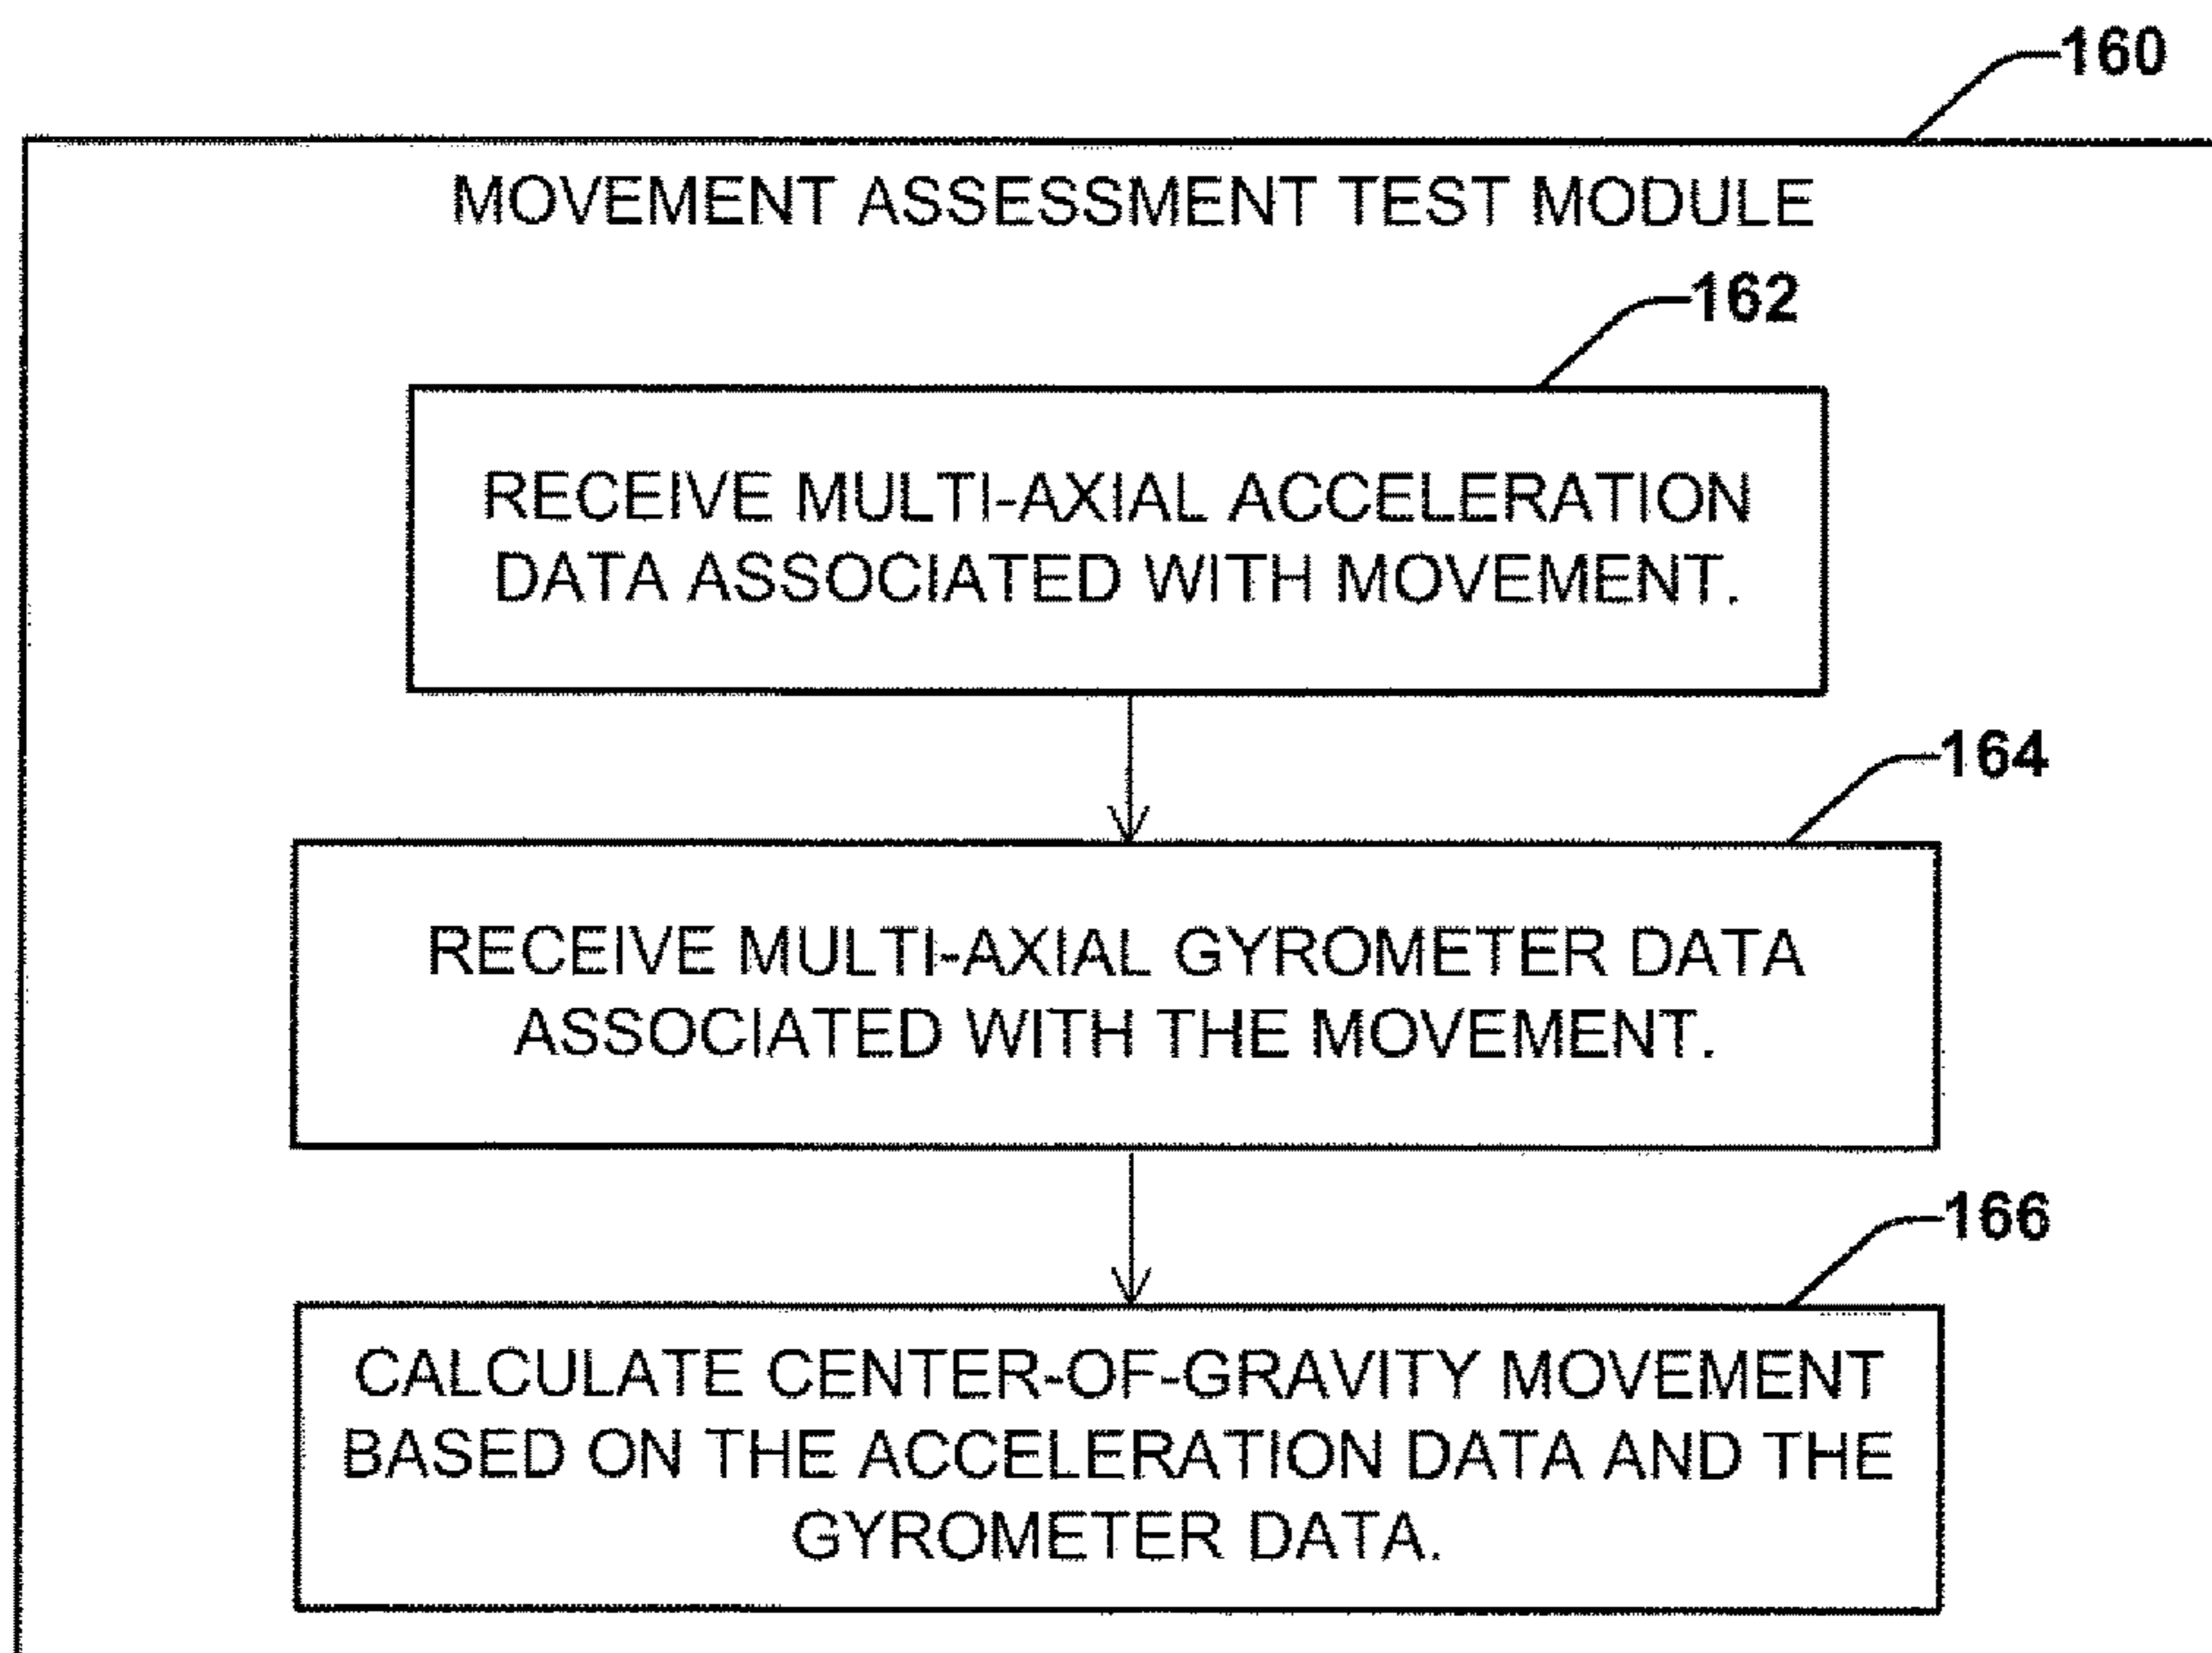 160
MOVEMENT ASSESSMENT TEST MODULE
162
RECEIVE MULTI-AXIAL ACCELERATION
DATA ASSOCIATED WITH MOVEMENT.
164
RECEIVE MULTI-AXIAL GYROMETER DATA
ASSOCIATED WITH THE MOVEMENT.
166
CALCULATE CENTER-OF-GRAVITY MOVEMENT
BASED ON THE ACCELERATION DATA AND THE
GYROMETER DATA.